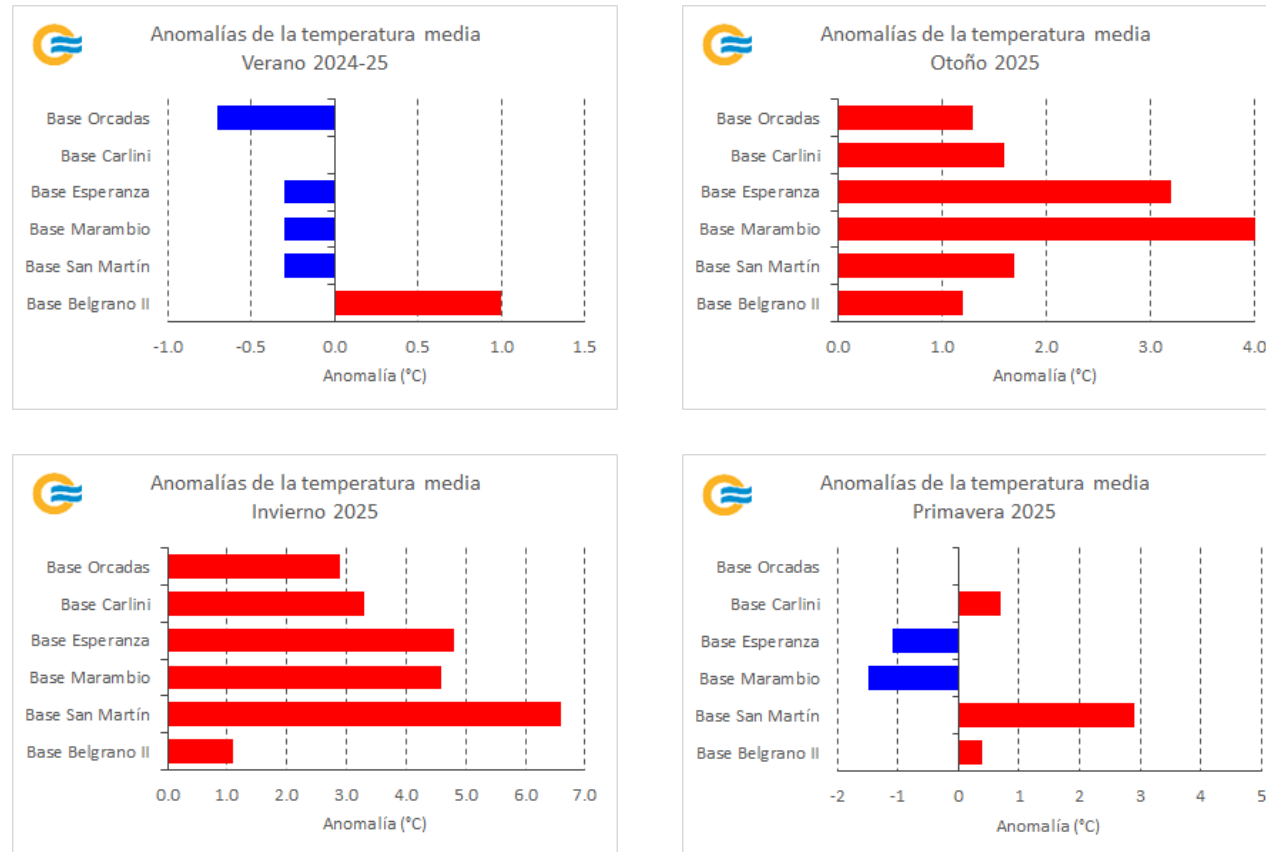 Anomalías de la temperatura media
Verano 2024-25
Base Orcadas
Base Carlini
Base Esperanza
Base Marambio
Base San Martín
Base Belgrano II
-1.0 -0.5 0.0 0.5 1.0 1.5
Anomalía (°C)
Anomalías de la temperatura media
Otoño 2025
Base Orcadas
Base Carlini
Base Esperanza
Base Marambio
Base San Martín
Base Belgrano II
0.0 1.0 2.0 3.0 4.0
Anomalía (°C)
Anomalías de la temperatura media
Invierno 2025
Base Orcadas
Base Carlini
Base Esperanza
Base Marambio
Base San Martín
Base Belgrano II
0.0 1.0 2.0 3.0 4.0 5.0 6.0 7.0
Anomalía (°C)
Anomalías de la temperatura media
Primavera 2025
Base Orcadas
Base Carlini
Base Esperanza
Base Marambio
Base San Martín
Base Belgrano II
-2 -1 0 1 2 3 4 5
Anomalía (°C)